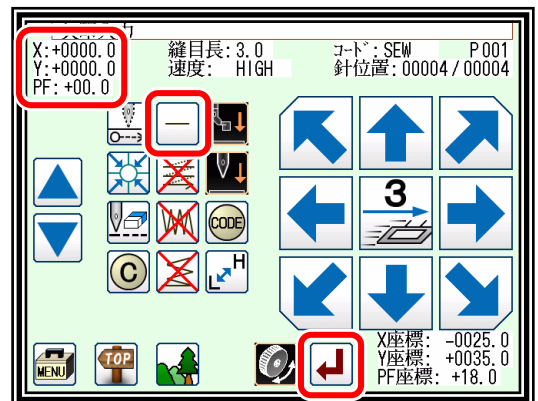 X:+0000.0
Y:+0000.0
PF:+00.0
縫目長:3.0
速度: HIGH
コード:SEW P001
針位置:00004/00004
CODE
3
C
L H
MENU
TOP
X座標: -0025.0
Y座標: +0035.0
PF座標: +18.0